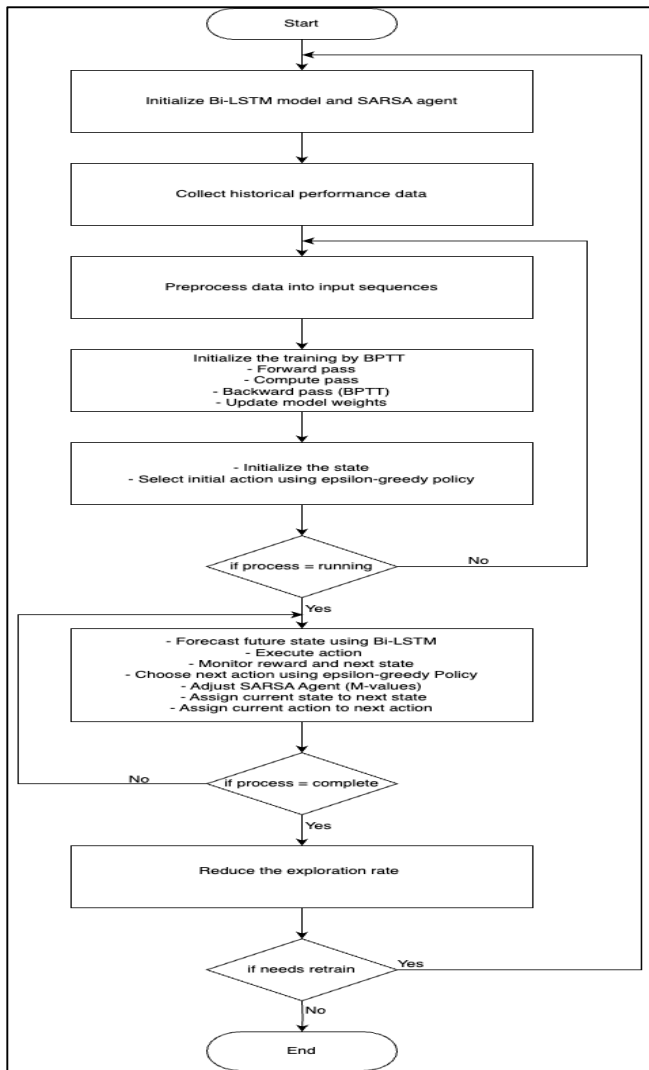 Start
Initialize Bi-LSTM model and SARSA agent
Collect historical performance data
Preprocess data into input sequences
Initialize the training by BPTT
- Forward pass
- Compute pass
- Backward pass (BPTT)
- Update model weights
- Initialize the state
- Select initial action using epsilon-greedy policy
if process = running
No
Yes
- Forecast future state using Bi-LSTM
- Execute action
- Monitor reward and next state
- Choose next action using epsilon-greedy Policy
- Adjust SARSA Agent (M-values)
- Assign current state to next state
- Assign current action to next action
No
if process = complete
Yes
Reduce the exploration rate
if needs retrain
Yes
No
End